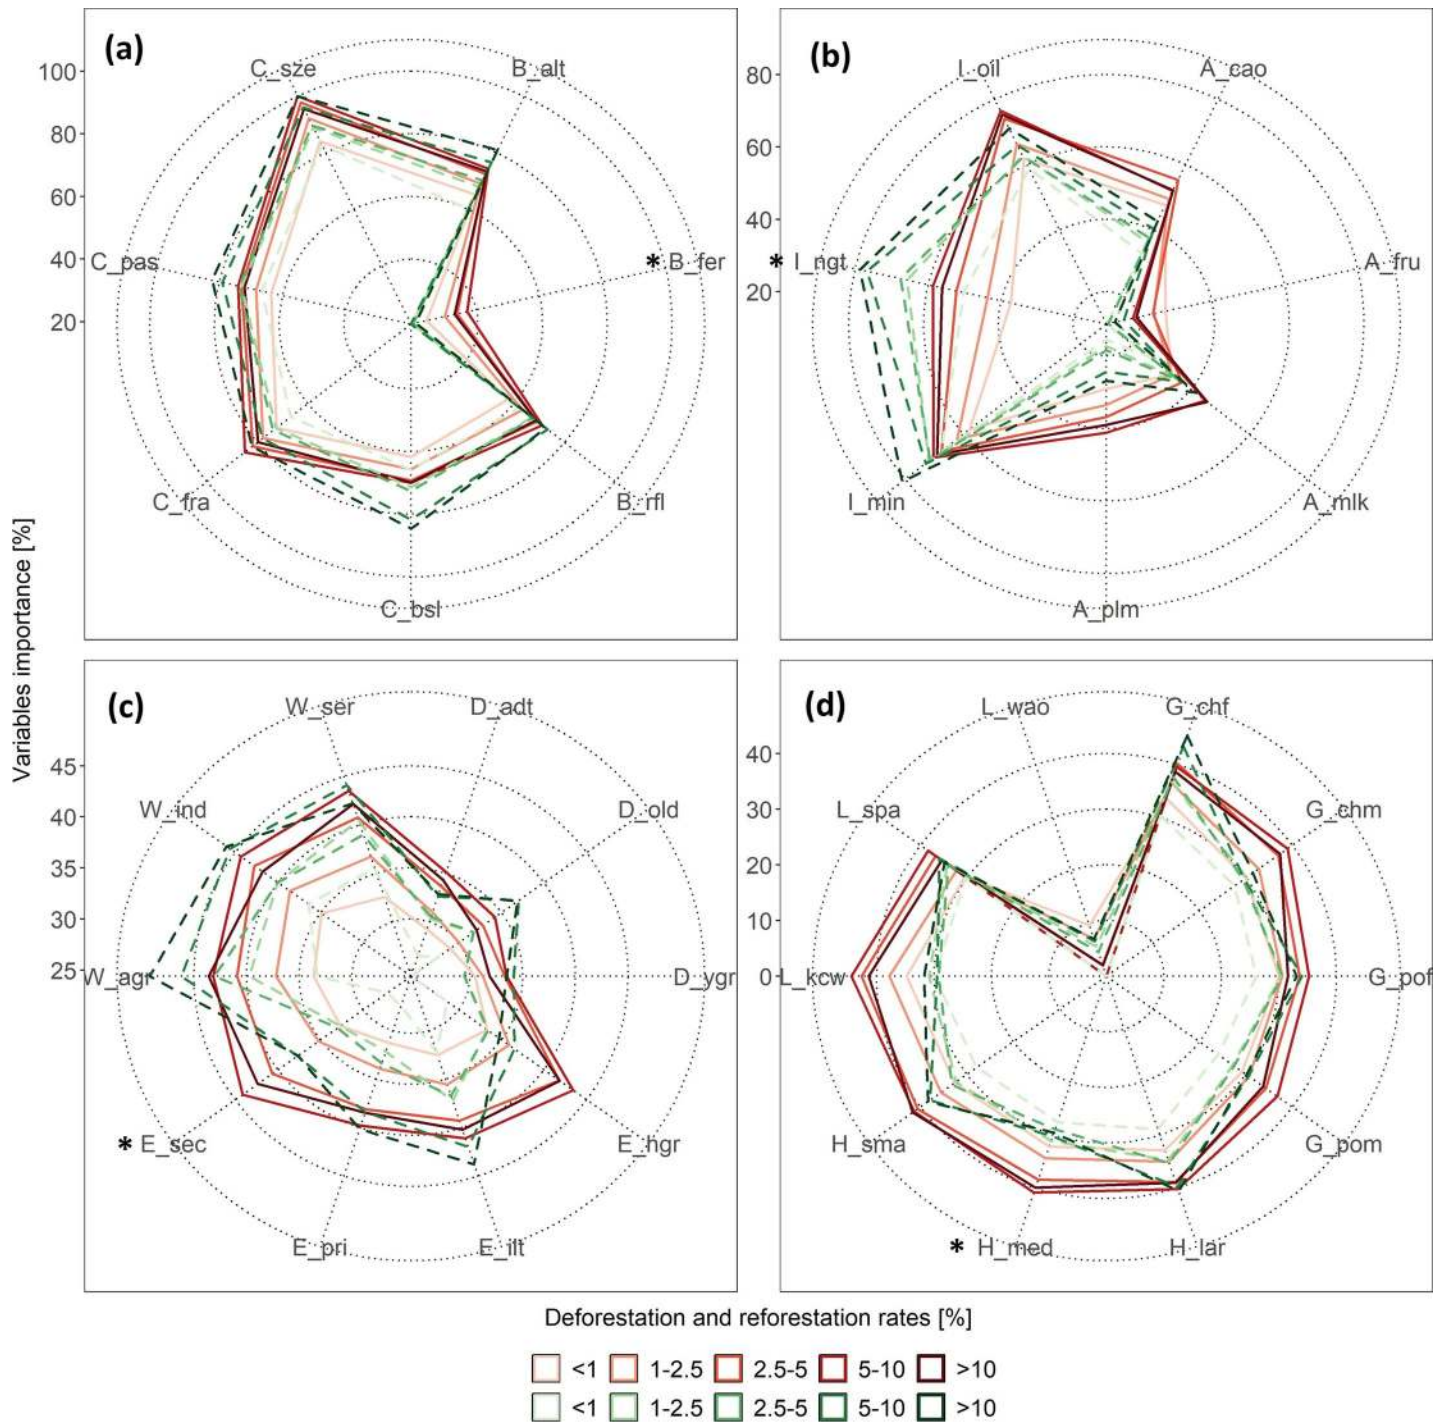 (a)
C_sze
B_alt
100
80
60
40
20
C_pas
* B_fer
C_fra
B_rfl
C_bsl
(b)
I_oil
A_cao
80
60
40
20
* I_ngt
A_fru
I_min
A_mlk
A_plm
Variables importance [%]
(c)
W_ser
D_adt
45
40
35
30
25
W_ind
D_old
W_agr
D_ygr
* E_sec
E_hgr
E_pri
E_ilt
(d)
L_wao
G_chf
40
30
20
10
0
L_spa
G_chm
L_kcw
G_pof
H_sma
G_pom
* H_med
H_lar
Deforestation and reforestation rates [%]
<1 1-2.5 2.5-5 5-10 >10
<1 1-2.5 2.5-5 5-10 >10